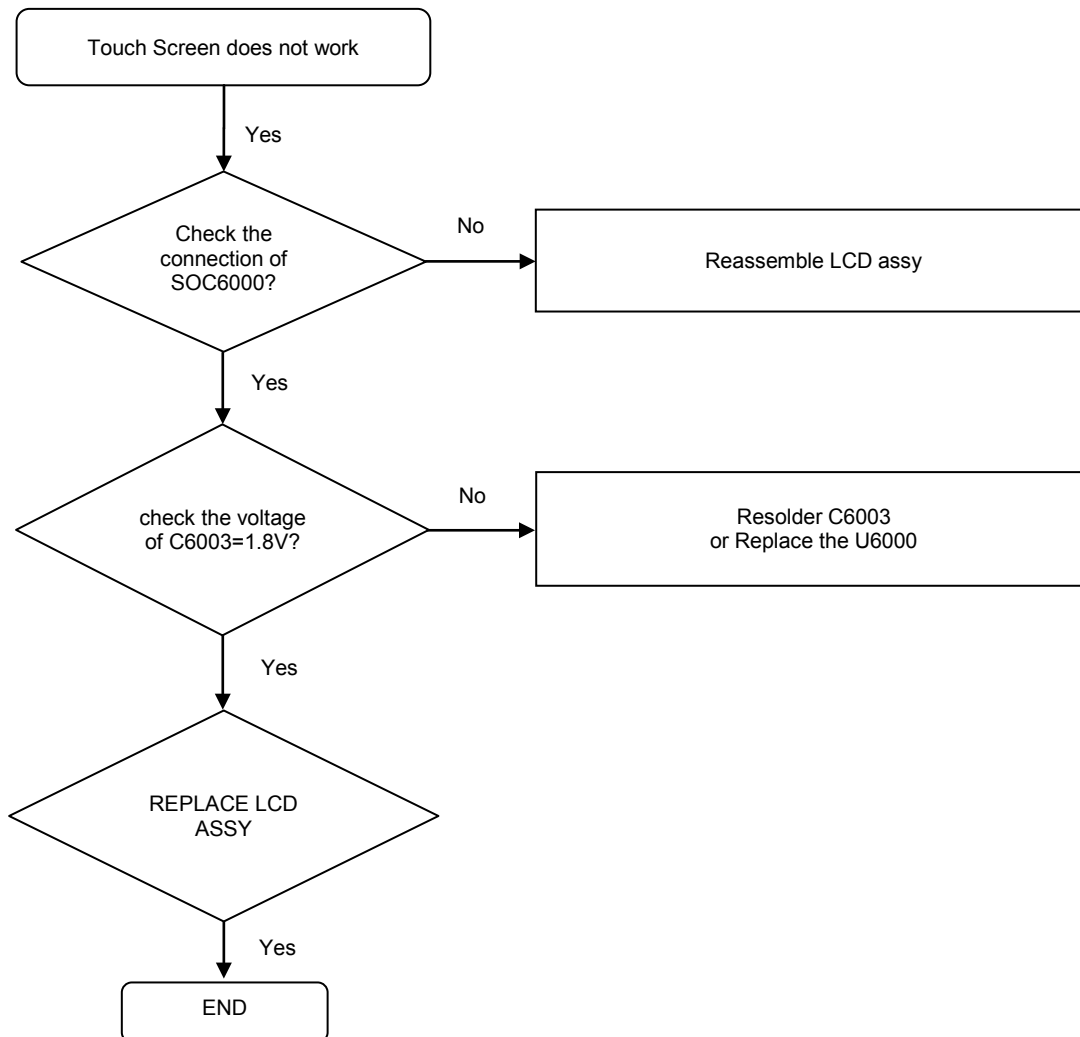 Touch Screen does not work
Yes
Check the
connection of
SOC6000?
No
Reassemble LCD assy
Yes
check the voltage
of C6003=1.8V?
No
Resolder C6003
or Replace the U6000
Yes
REPLACE LCD
ASSY
Yes
END